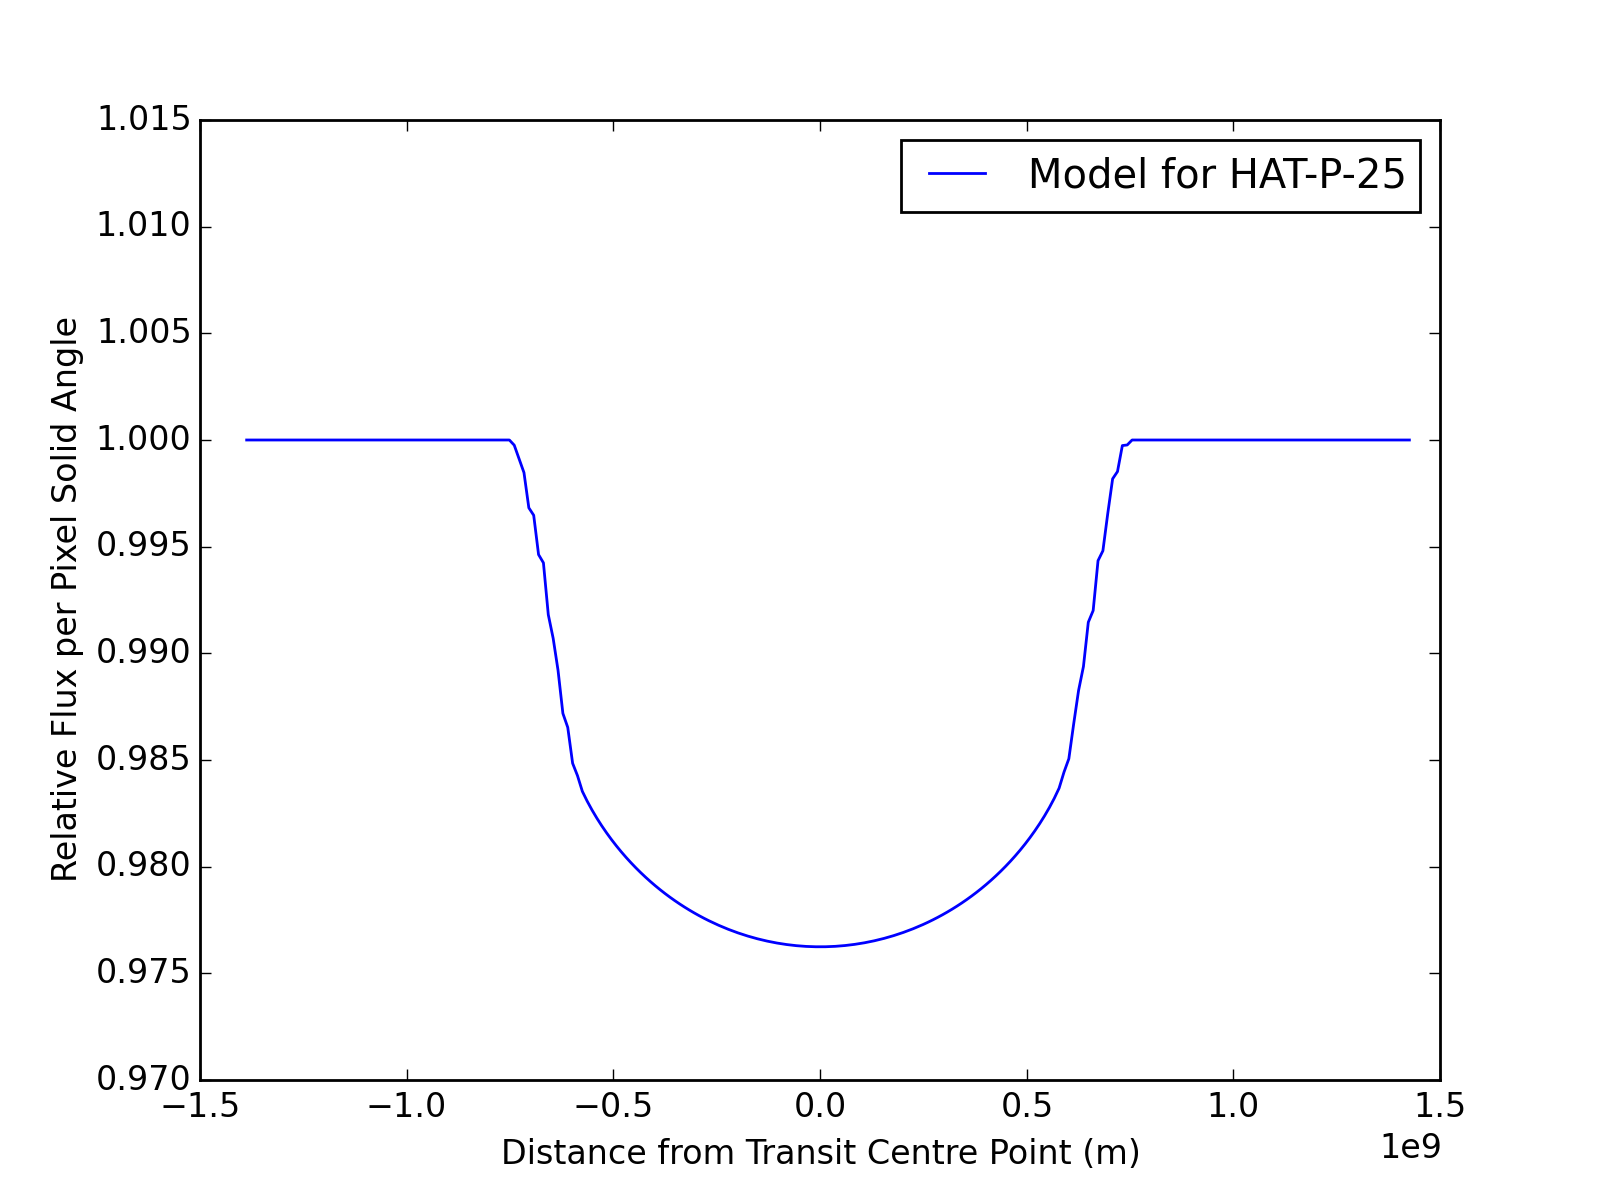 Model for HAT-P-25
Relative Flux per Pixel Solid Angle
1.015
1.010
1.005
1.000
0.995
0.990
0.985
0.980
0.975
0.970
−1.5 −1.0 −0.5 0.0 0.5 1.0 1.5
1e9
Distance from Transit Centre Point (m)